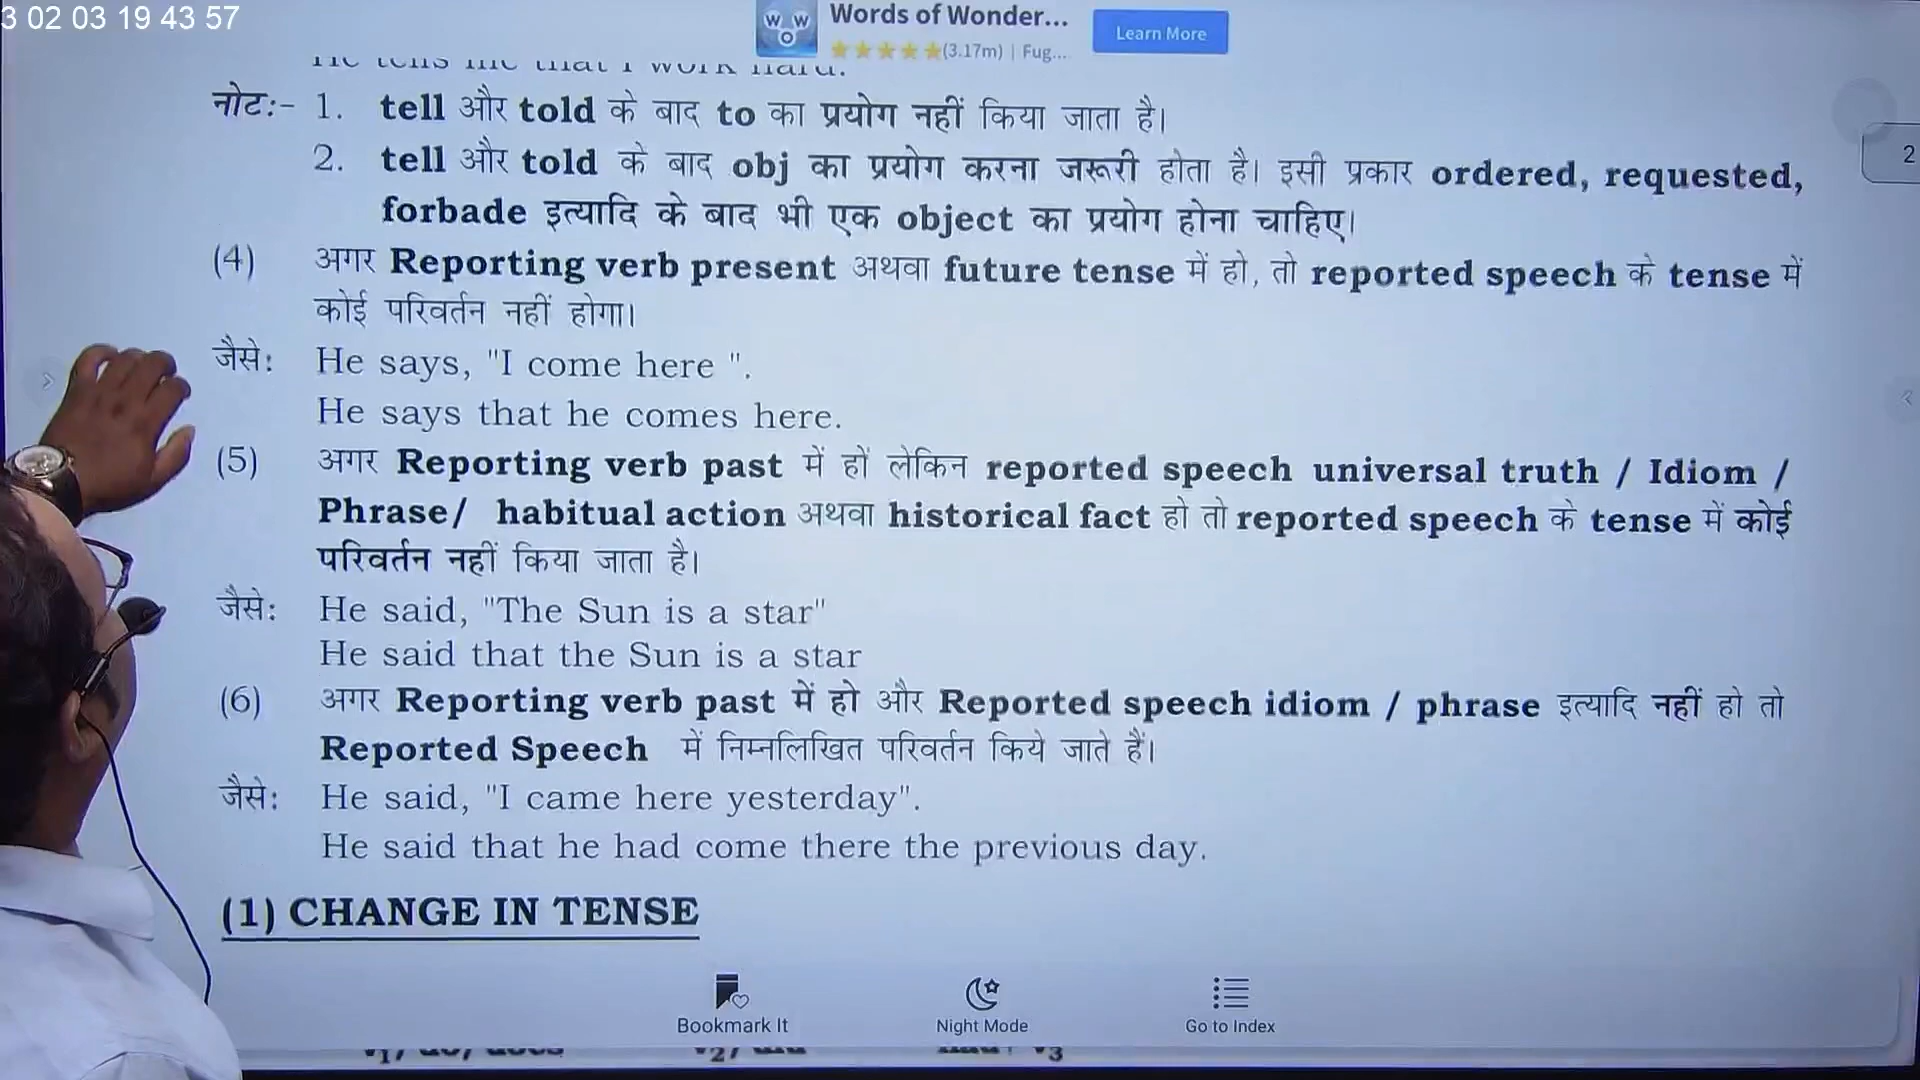 3 02 03 19 43 57
Words of Wonder...
(3.17m) | Fug...
Learn More
He tells me that I work hard.
नोटः- 1. tell और told के बाद to का प्रयोग नहीं किया जाता है।
2. tell और told के बाद obj का प्रयोग करना जरूरी होता है। इसी प्रकार ordered, requested,
2
forbade इत्यादि के बाद भी एक object का प्रयोग होना चाहिए।
(4) अगर Reporting verb present अथवा future tense में हो, तो reported speech के tense में
कोई परिवर्तन नहीं होगा।
जैसेः He says, "I come here ".
He says that he comes here.
(5) अगर Reporting verb past में हों लेकिन reported speech universal truth / Idiom /
Phrase/ habitual action अथवा historical fact हो तो reported speech के tense में कोई
परिवर्तन नहीं किया जाता है।
जैसेः He said, "The Sun is a star"
He said that the Sun is a star
(6) अगर Reporting verb past में हो और Reported speech idiom / phrase इत्यादि नहीं हो तो
Reported Speech में निम्नलिखित परिवर्तन किये जाते हैं।
जैसेः He said, "I came here yesterday".
He said that he had come there the previous day.
(1) CHANGE IN TENSE
Bookmark It
Night Mode
Go to Index